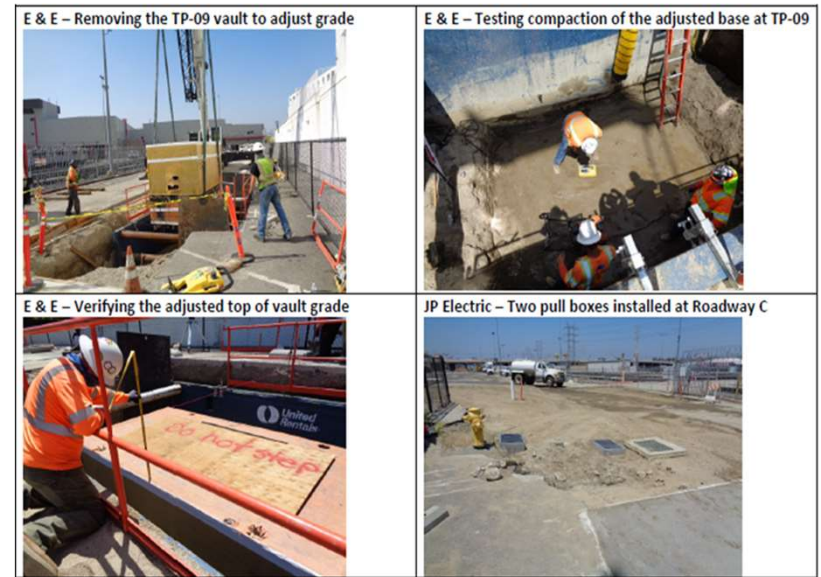 E & E – Removing the TP-09 vault to adjust grade
E & E – Testing compaction of the adjusted base at TP-09
E & E – Verifying the adjusted top of vault grade
United
Rentals
DO NOT STEP
JP Electric – Two pull boxes installed at Roadway C